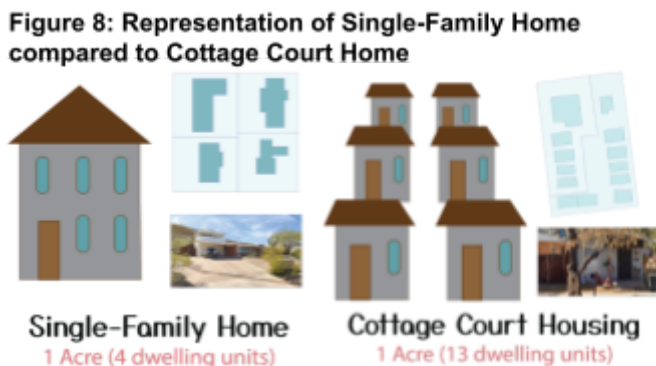 Figure 8: Representation of Single-Family Home
compared to Cottage Court Home
Single-Family Home
1 Acre (4 dwelling units)
Cottage Court Housing
1 Acre (13 dwelling units)